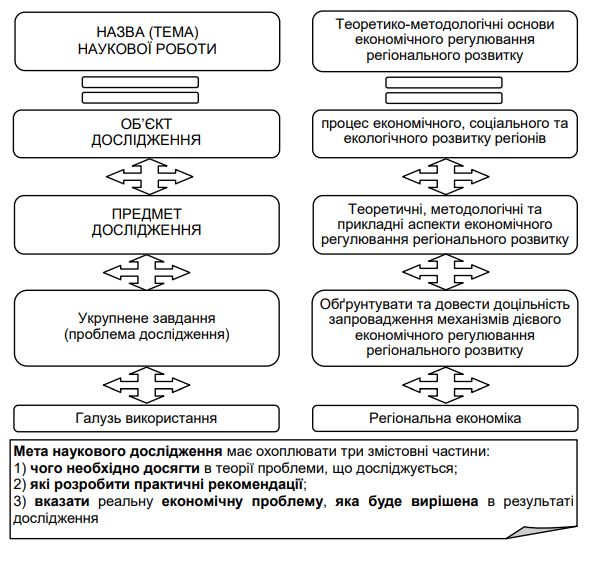 НАЗВА (ТЕМА)
НАУКОВОЇ РОБОТИ
Теоретико-методологічні основи
економічного регулювання
регіонального розвитку
ОБ’ЄКТ
ДОСЛІДЖЕННЯ
процес економічного, соціального та
екологічного розвитку регіонів
ПРЕДМЕТ
ДОСЛІДЖЕННЯ
Теоретичні, методологічні та
прикладні аспекти економічного
регулювання регіонального розвитку
Укрупнене завдання
(проблема дослідження)
Обґрунтувати та довести доцільність
запровадження механізмів дієвого
економічного регулювання
регіонального розвитку
Галузь використання
Регіональна економіка
Мета наукового дослідження має охоплювати три змістовні частини:
1) чого необхідно досягти в теорії проблеми, що досліджується;
2) які розробити практичні рекомендації;
3) вказати реальну економічну проблему, яка буде вирішена в результаті
дослідження